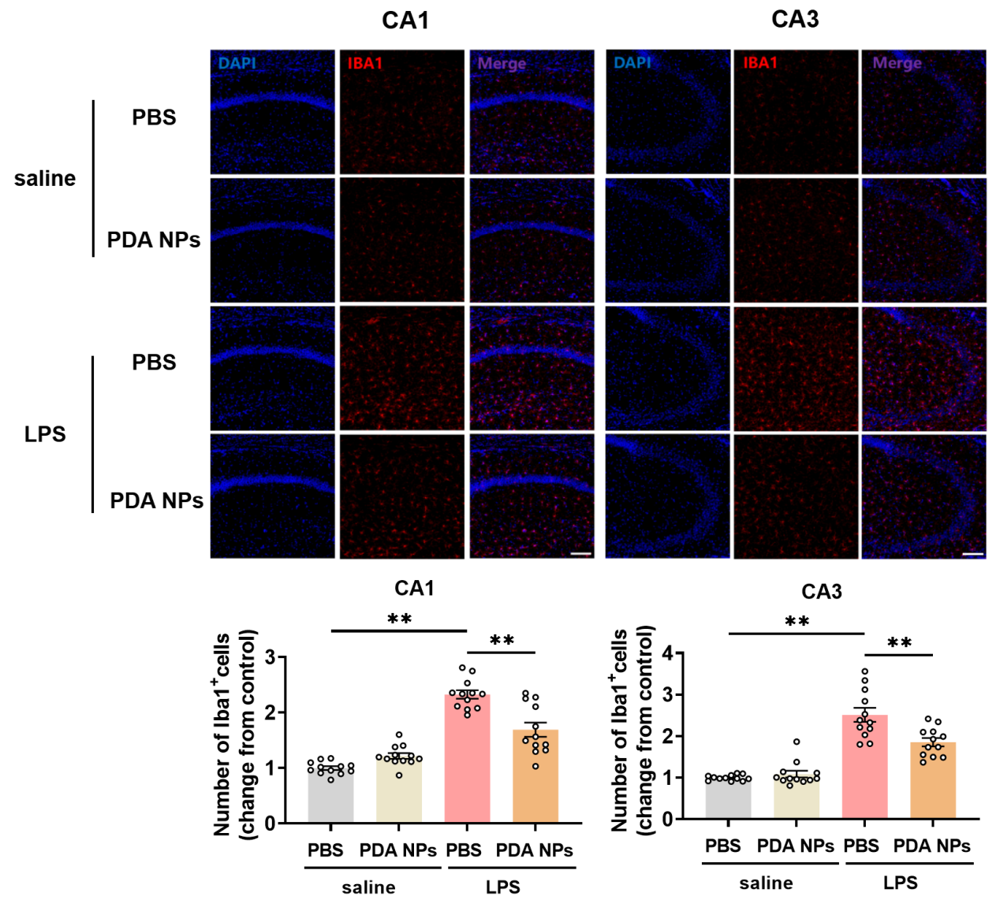 CA1
CA3
DAPI
IBA1
Merge
DAPI
IBA1
Merge
saline
PBS
PDA NPs
LPS
PBS
PDA NPs
CA1
**
**
Number of Iba1+cells
(change from control)
3
2
1
0
PBS
PDA NPs
PBS
PDA NPs
saline
LPS
CA3
**
**
Number of Iba1+cells
(change from control)
4
3
2
1
0
PBS
PDA NPs
PBS
PDA NPs
saline
LPS